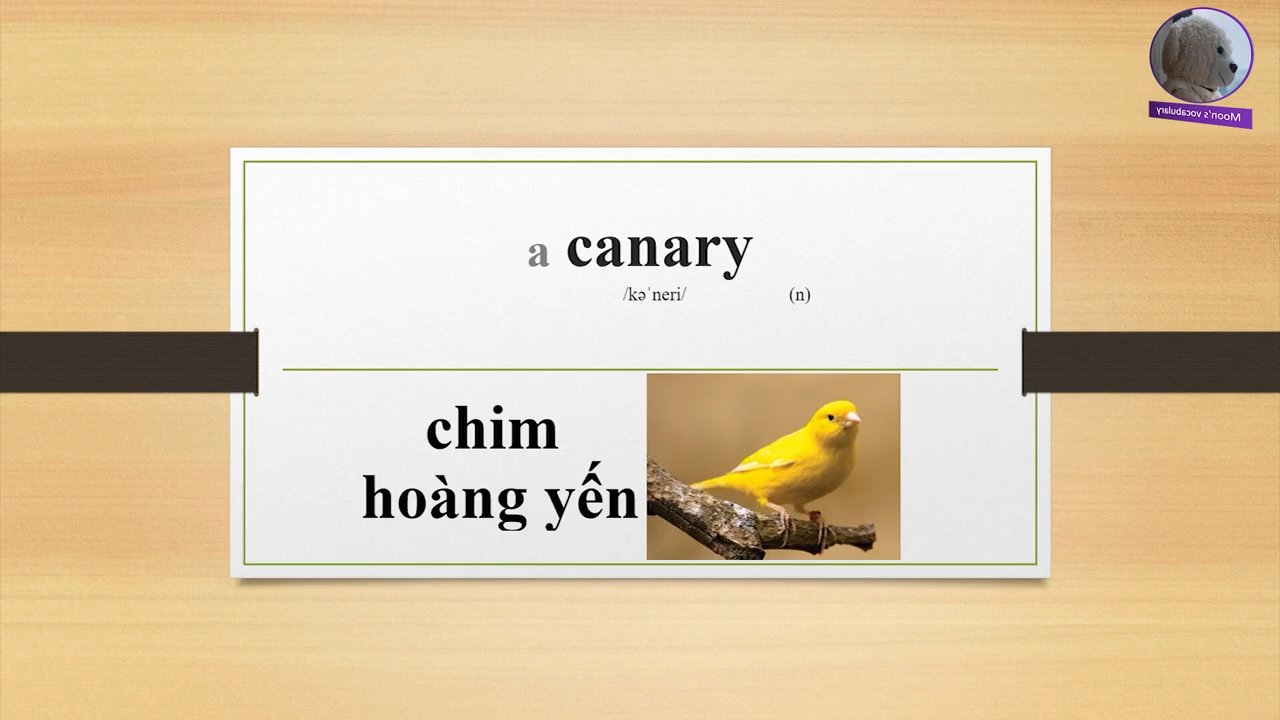 Moon's vocabulary
a canary
/kəˈneri/ (n)
chim
hoàng yến